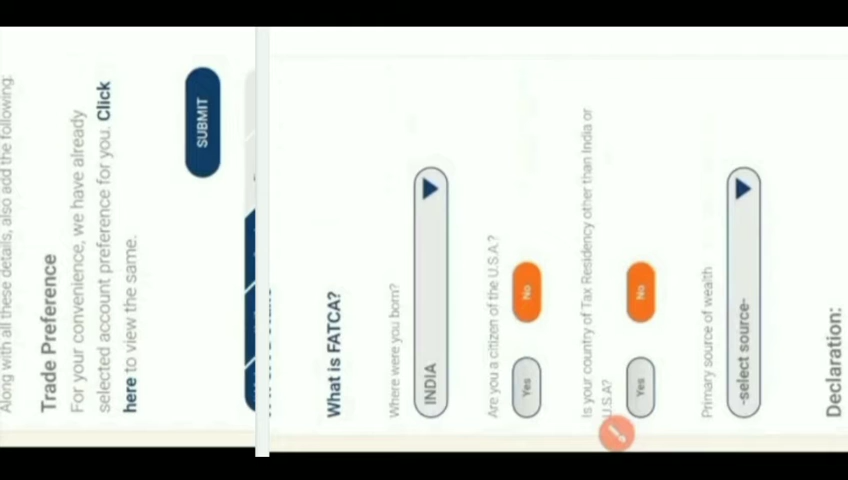 Along with all these details, also add the following:
Trade Preference
For your convenience, we have already
selected account preference for you. Click
here to view the same.
SUBMIT
What is FATCA?
Where were you born?
INDIA
Are you a citizen of the U.S.A.?
Yes
No
Is your country of Tax Residency other than India or
U.S.A?
Yes
No
Primary source of wealth
-select source-
Declaration: